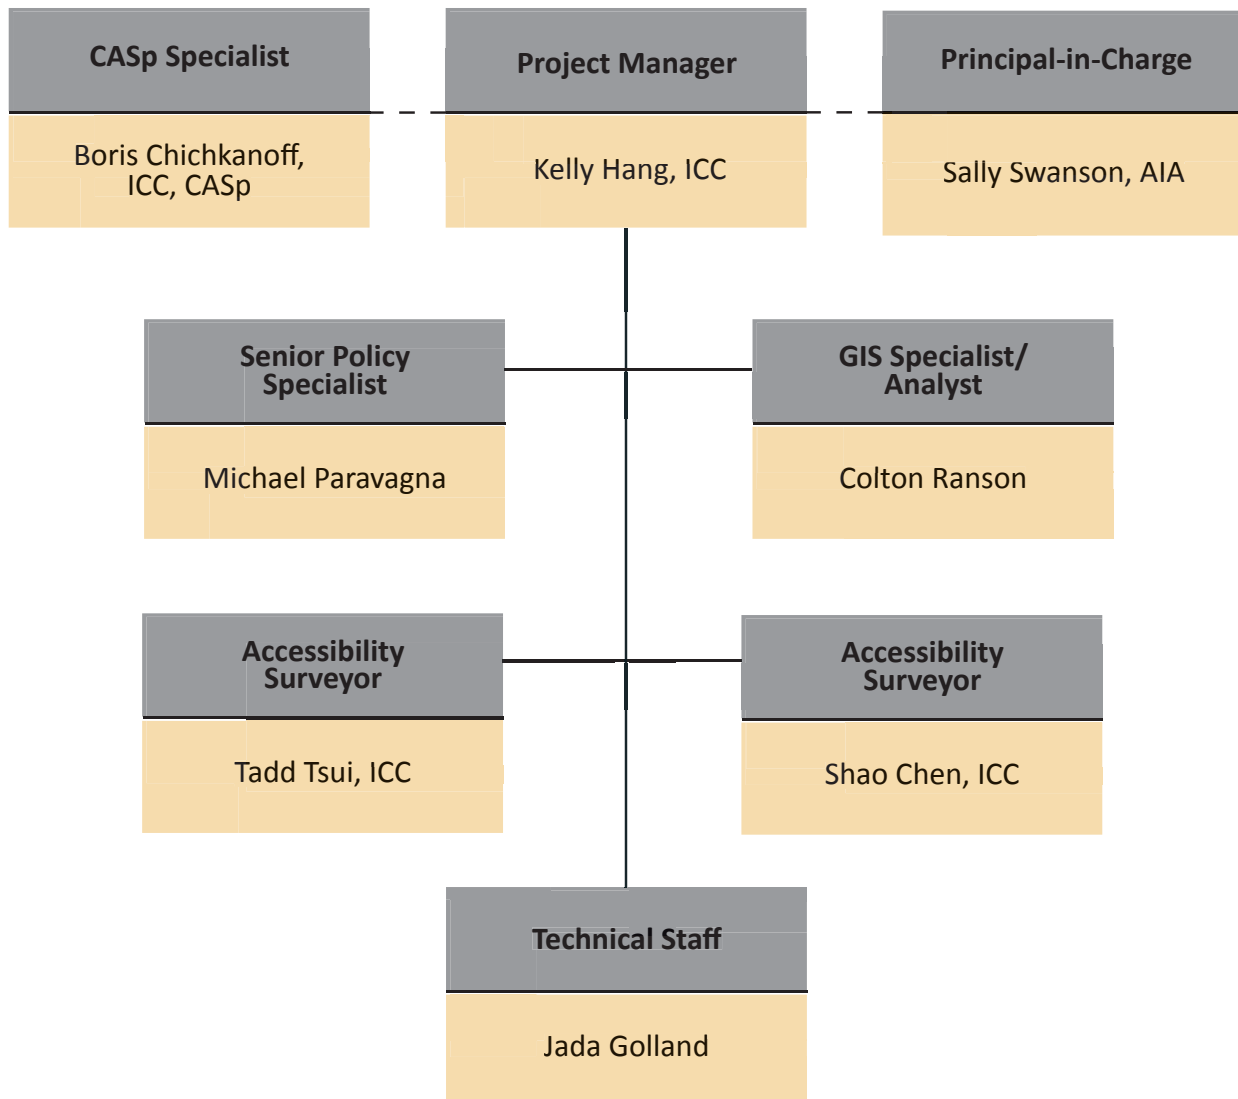 CASp Specialist
Boris Chichkanoff,
ICC, CASp
Project Manager
Kelly Hang, ICC
Principal-in-Charge
Sally Swanson, AIA
Senior Policy
Specialist
Michael Paravagna
GIS Specialist/
Analyst
Colton Ranson
Accessibility
Surveyor
Tadd Tsui, ICC
Accessibility
Surveyor
Shao Chen, ICC
Technical Staff
Jada Golland